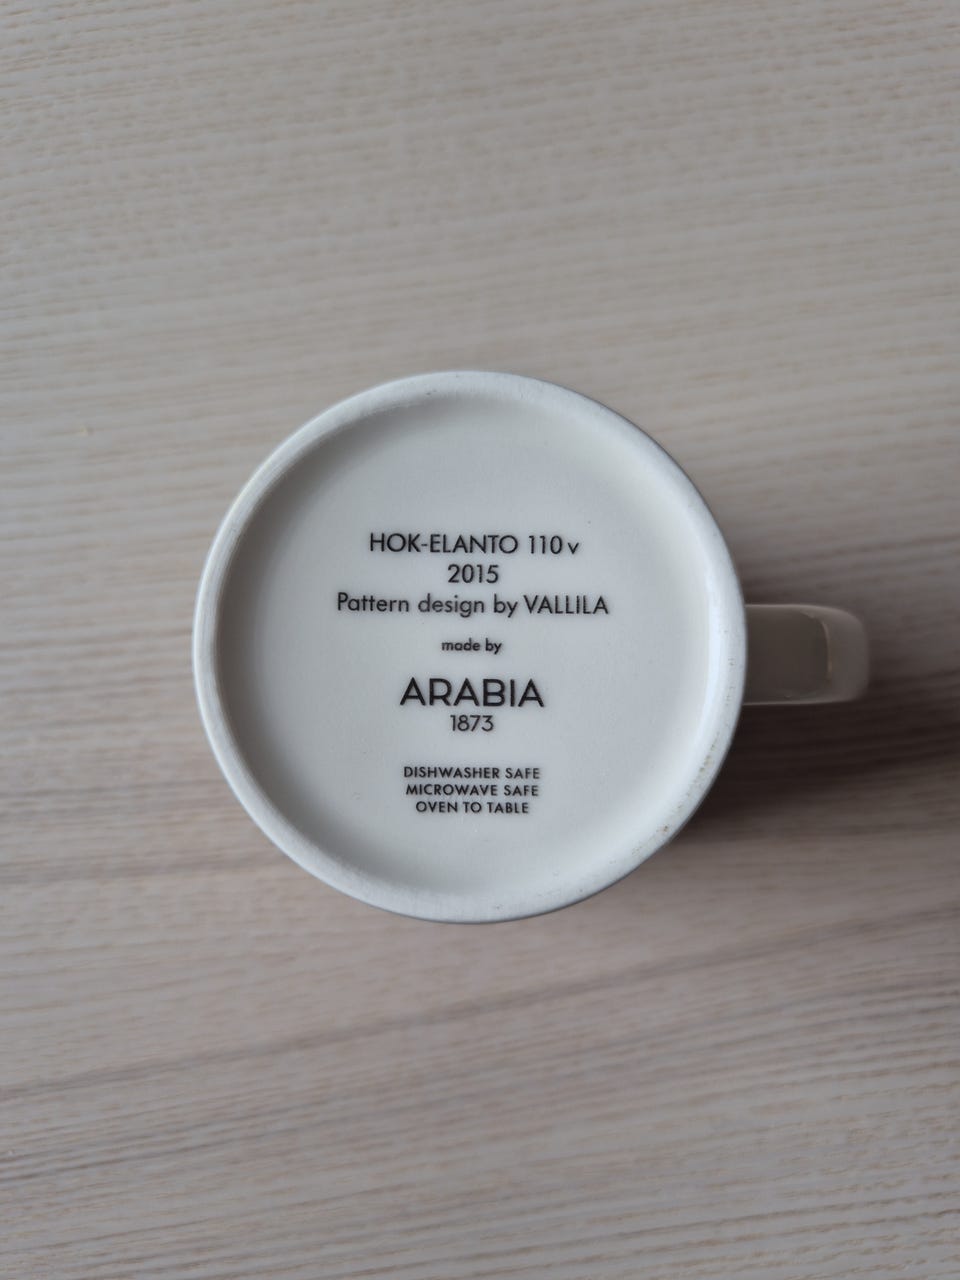 HOK-ELANTO 110 v
2015
Pattern design by VALLILA
made by
ARABIA
1873
DISHWASHER SAFE
MICROWAVE SAFE
OVEN TO TABLE